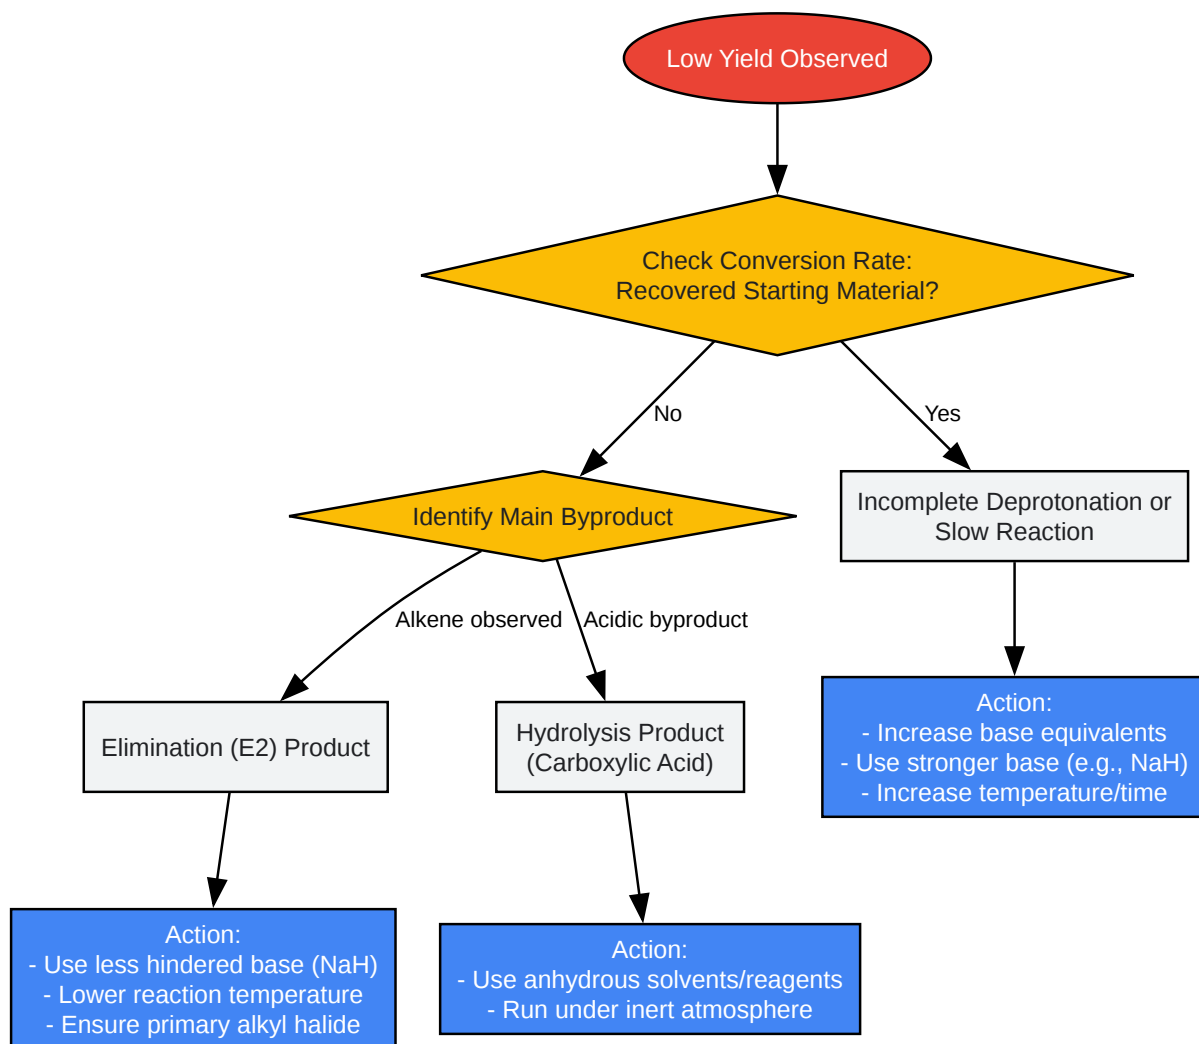 Low Yield Observed
Check Conversion Rate:
Recovered Starting Material?
No
Yes
Identify Main Byproduct
Incomplete Deprotonation or
Slow Reaction
Alkene observed
Acidic byproduct
Elimination (E2) Product
Hydrolysis Product
(Carboxylic Acid)
Action:
- Increase base equivalents
- Use stronger base (e.g., NaH)
- Increase temperature/time
Action:
- Use less hindered base (NaH)
- Lower reaction temperature
- Ensure primary alkyl halide
Action:
- Use anhydrous solvents/reagents
- Run under inert atmosphere